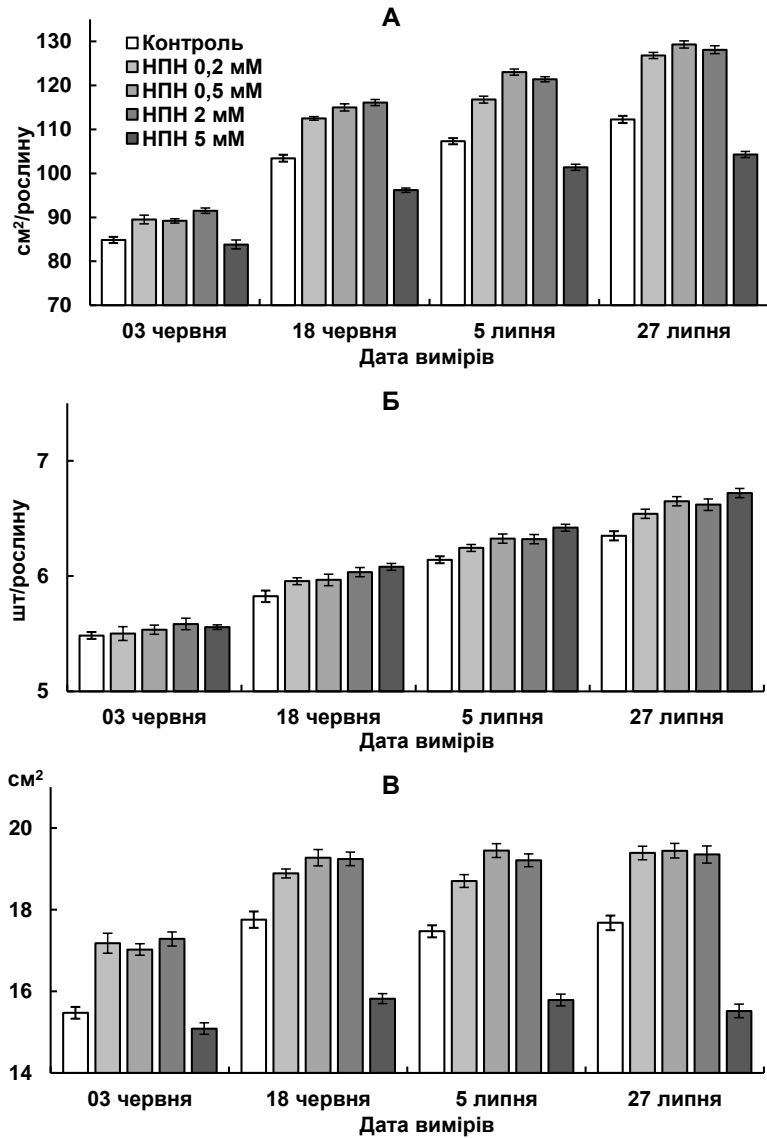 А
130
120
110
100
90
80
70
см²/рослину
Контроль
НПН 0,2 мМ
НПН 0,5 мМ
НПН 2 мМ
НПН 5 мМ
03 червня 18 червня 5 липня 27 липня
Дата вимірів
Б
7
6
5
шт/рослину
03 червня 18 червня 5 липня 27 липня
Дата вимірів
см² В
20
18
16
14
03 червня 18 червня 5 липня 27 липня
Дата вимірів